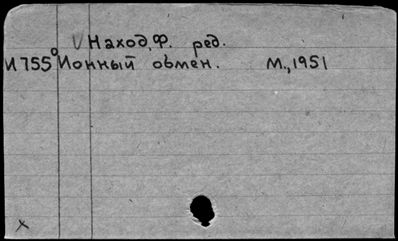 √ Наход, Ф. ред.
И755° Ионный обмен. М., 1951
x